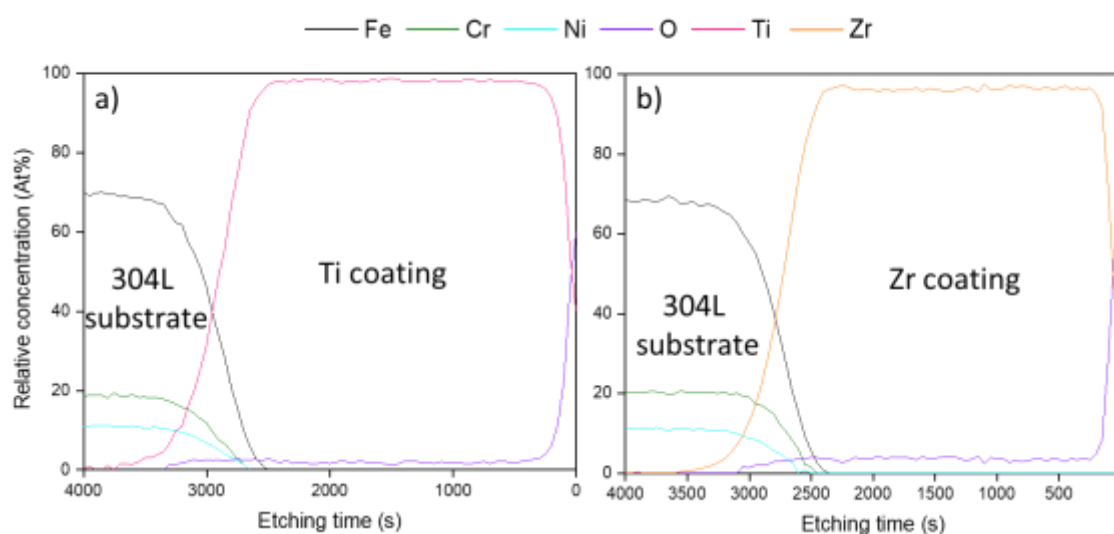 Fe Cr Ni O Ti Zr
a)
100
80
60
40
20
0
Relative concentration (At%)
304L
substrate
Ti coating
4000 3000 2000 1000 0
Etching time (s)
b)
100
80
60
40
20
0
304L
substrate
Zr coating
4000 3500 3000 2500 2000 1500 1000 500
Etching time (s)